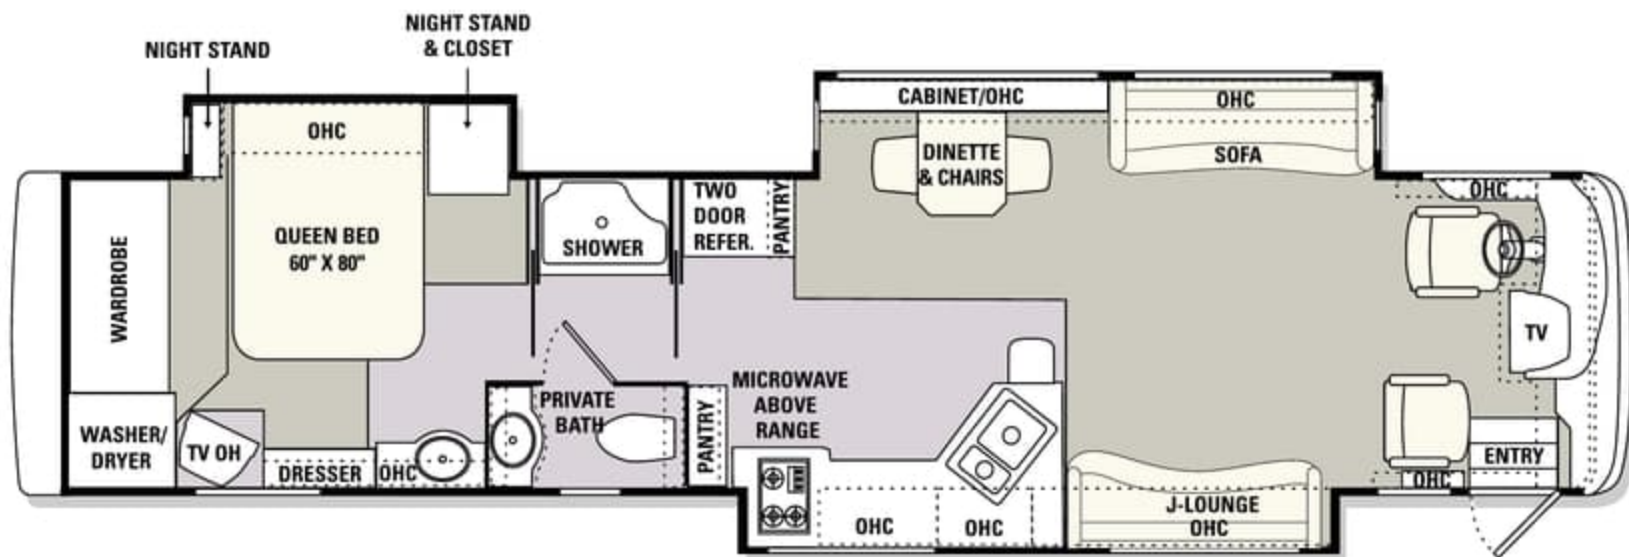 NIGHT STAND
NIGHT STAND
& CLOSET
OHC
QUEEN BED
60" X 80"
WARDROBE
WASHER/
DRYER
TV OH
DRESSER
OHC
SHOWER
PRIVATE
BATH
TWO
DOOR
REFER.
PANTRY
PANTRY
MICROWAVE
ABOVE
RANGE
OHC
OHC
CABINET/OHC
DINETTE
& CHAIRS
OHC
SOFA
J-LOUNGE
OHC
OHC
TV
ENTRY
OHC